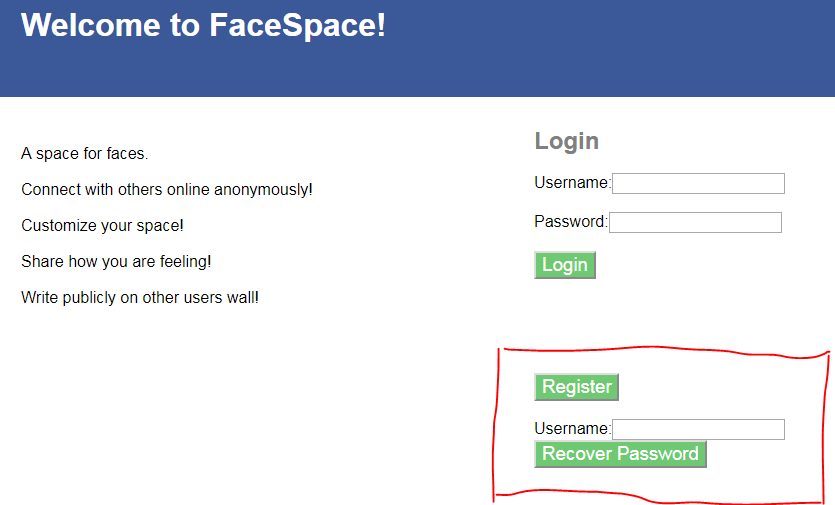 Welcome to FaceSpace!
A space for faces.
Connect with others online anonymously!
Customize your space!
Share how you are feeling!
Write publicly on other users wall!
Login
Username:
Password:
Login
Register
Username:
Recover Password